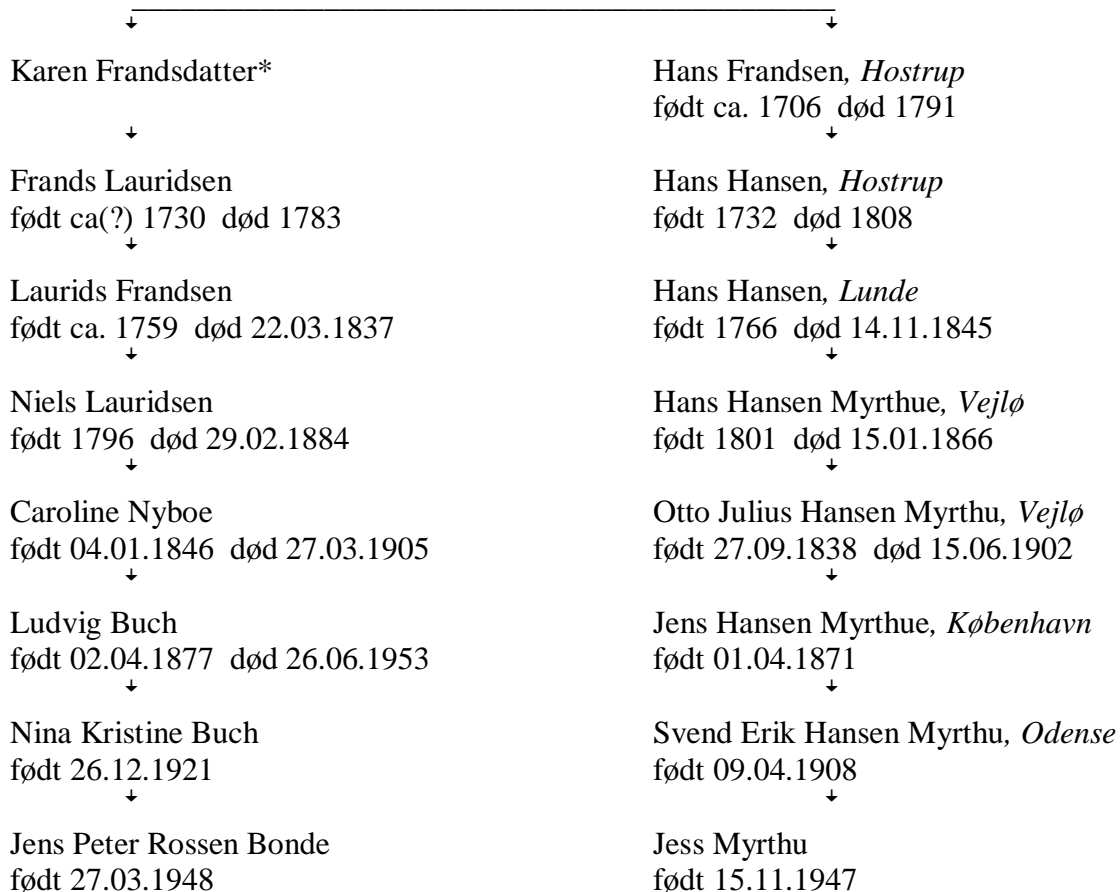 Karen Frandsdatter*
Hans Frandsen, Hostrup
født ca. 1706 død 1791
Frands Lauridsen
født ca(?) 1730 død 1783
Hans Hansen, Hostrup
født 1732 død 1808
Laurids Frandsen
født ca. 1759 død 22.03.1837
Hans Hansen, Lunde
født 1766 død 14.11.1845
Niels Lauridsen
født 1796 død 29.02.1884
Hans Hansen Myrthue, Vejlø
født 1801 død 15.01.1866
Caroline Nyboe
født 04.01.1846 død 27.03.1905
Otto Julius Hansen Myrthu, Vejlø
født 27.09.1838 død 15.06.1902
Ludvig Buch
født 02.04.1877 død 26.06.1953
Jens Hansen Myrthue, København
født 01.04.1871
Nina Kristine Buch
født 26.12.1921
Svend Erik Hansen Myrthu, Odense
født 09.04.1908
Jens Peter Rossen Bonde
født 27.03.1948
Jess Myrthu
født 15.11.1947